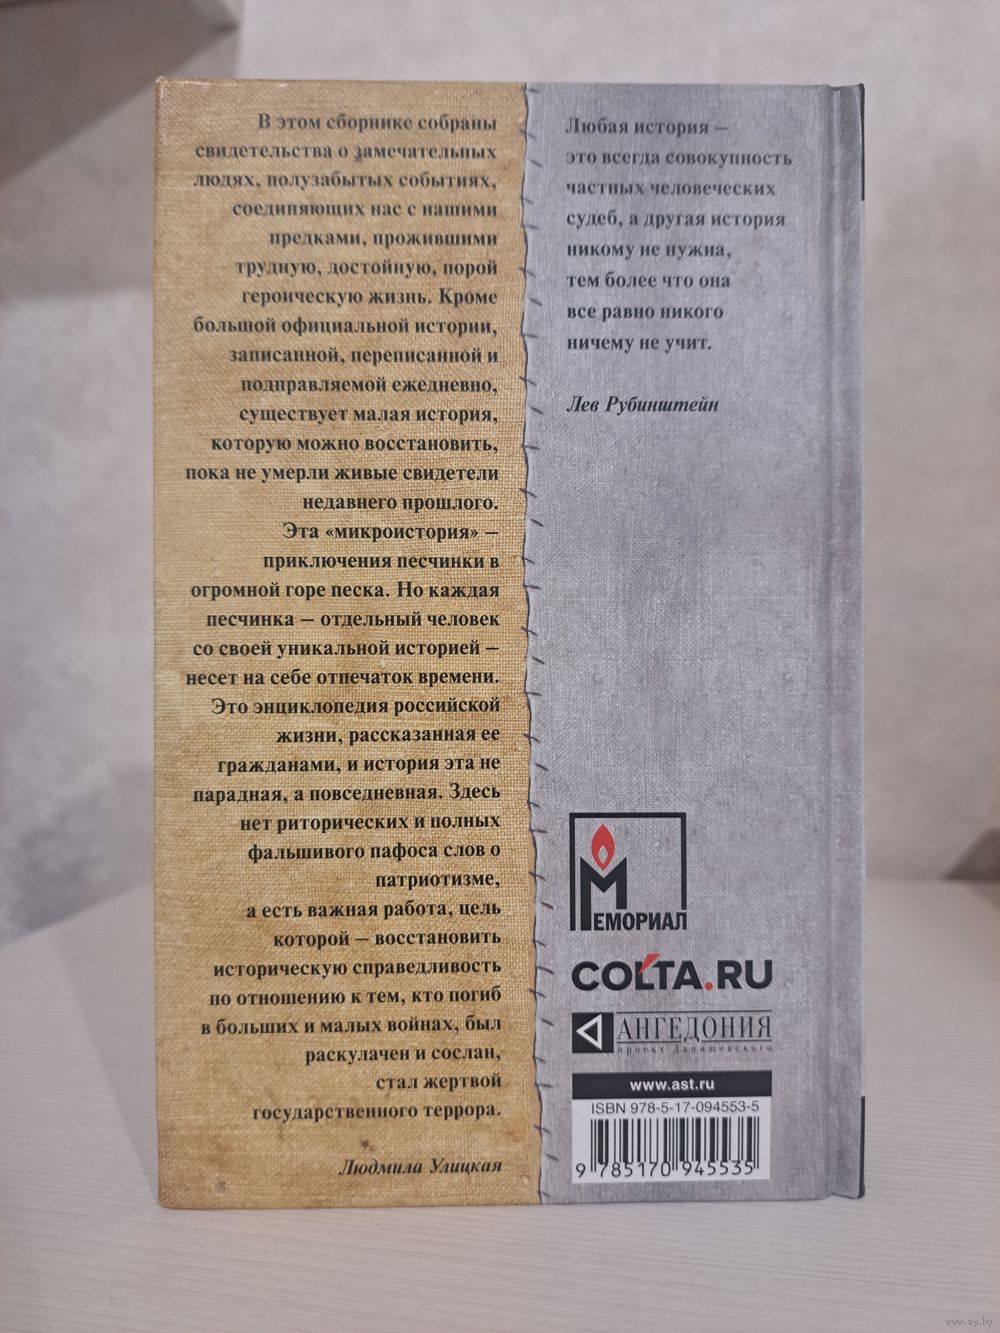 В этом сборнике собраны
свидетельства о замечательных
людях, полузабытых событиях,
соединяющих нас с нашими
предками, прожившими
трудную, достойную, порой
героическую жизнь. Кроме
большой официальной истории,
записанной, переписанной и
подправляемой ежедневно,
существует малая история,
которую можно восстановить,
пока не умерли живые свидетели
недавнего прошлого.
Эта «микроистория» –
приключения песчинки в
огромной горе песка. Но каждая
песчинка – отдельный человек
со своей уникальной историей –
несет на себе отпечаток времени.
Это энциклопедия российской
жизни, рассказанная ее
гражданами, и история эта не
парадная, а повседневная. Здесь
нет риторических и полных
фальшивого пафоса слов о
патриотизме,
а есть важная работа, цель
которой – восстановить
историческую справедливость
по отношению к тем, кто погиб
в больших и малых войнах, был
раскулачен и сослан,
стал жертвой
государственного террора.
Людмила Улицкая
Любая история –
это всегда совокупность
частных человеческих
судеб, а другая история
никому не нужна,
тем более что она
все равно никого
ничему не учит.
Лев Рубинштейн
МЕМОРИАЛ
COLTA.RU
АНГЕДОНИЯ
проект Данишевского
www.ast.ru
ISBN 978-5-17-094553-5
9 785170 945535
www.ay.by